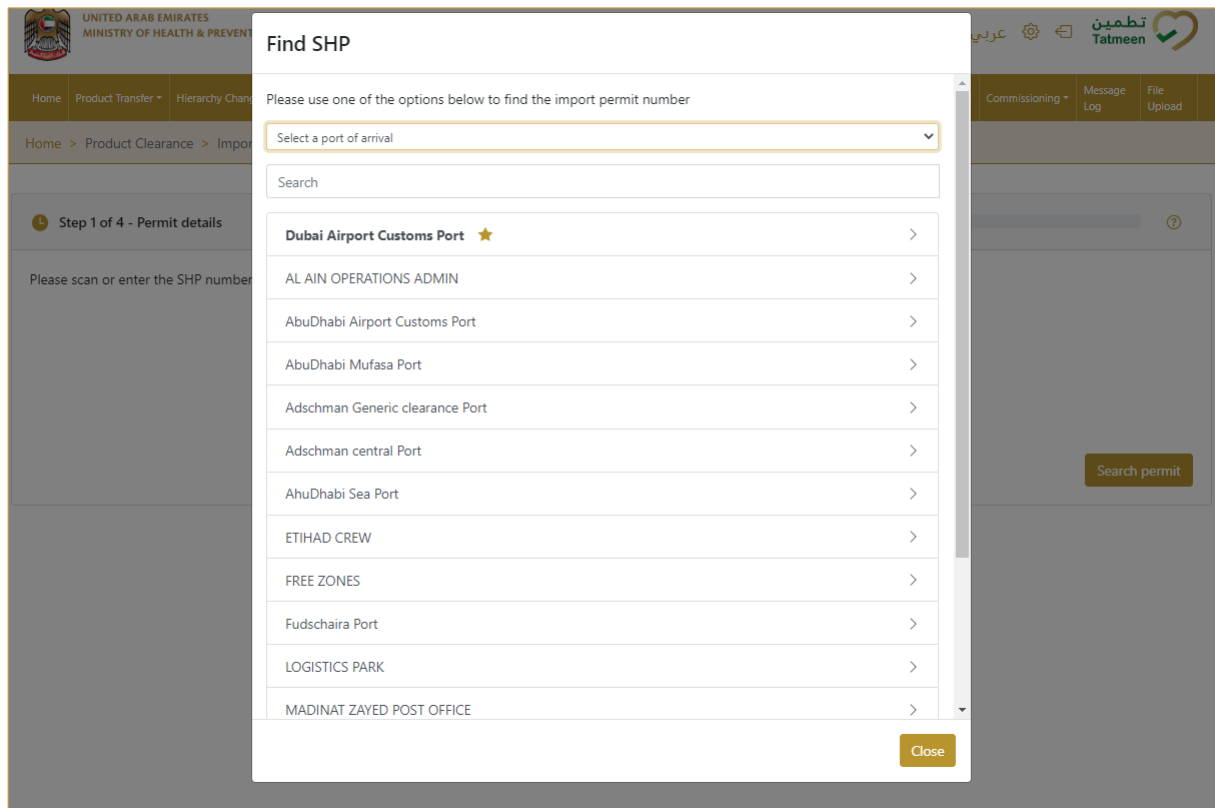 UNITED ARAB EMIRATES
MINISTRY OF HEALTH & PREVENT
عربي
تطمين
Tatmeen
Home
Product Transfer
Hierarchy Chang
Commissioning
Message Log
File Upload
Home > Product Clearance > Impor
Step 1 of 4 - Permit details
Please scan or enter the SHP number
Search permit
Find SHP
Please use one of the options below to find the import permit number
Select a port of arrival
Search
Dubai Airport Customs Port
AL AIN OPERATIONS ADMIN
AbuDhabi Airport Customs Port
AbuDhabi Mufasa Port
Adschman Generic clearance Port
Adschman central Port
AhuDhabi Sea Port
ETIHAD CREW
FREE ZONES
Fudschaira Port
LOGISTICS PARK
MADINAT ZAYED POST OFFICE
Close